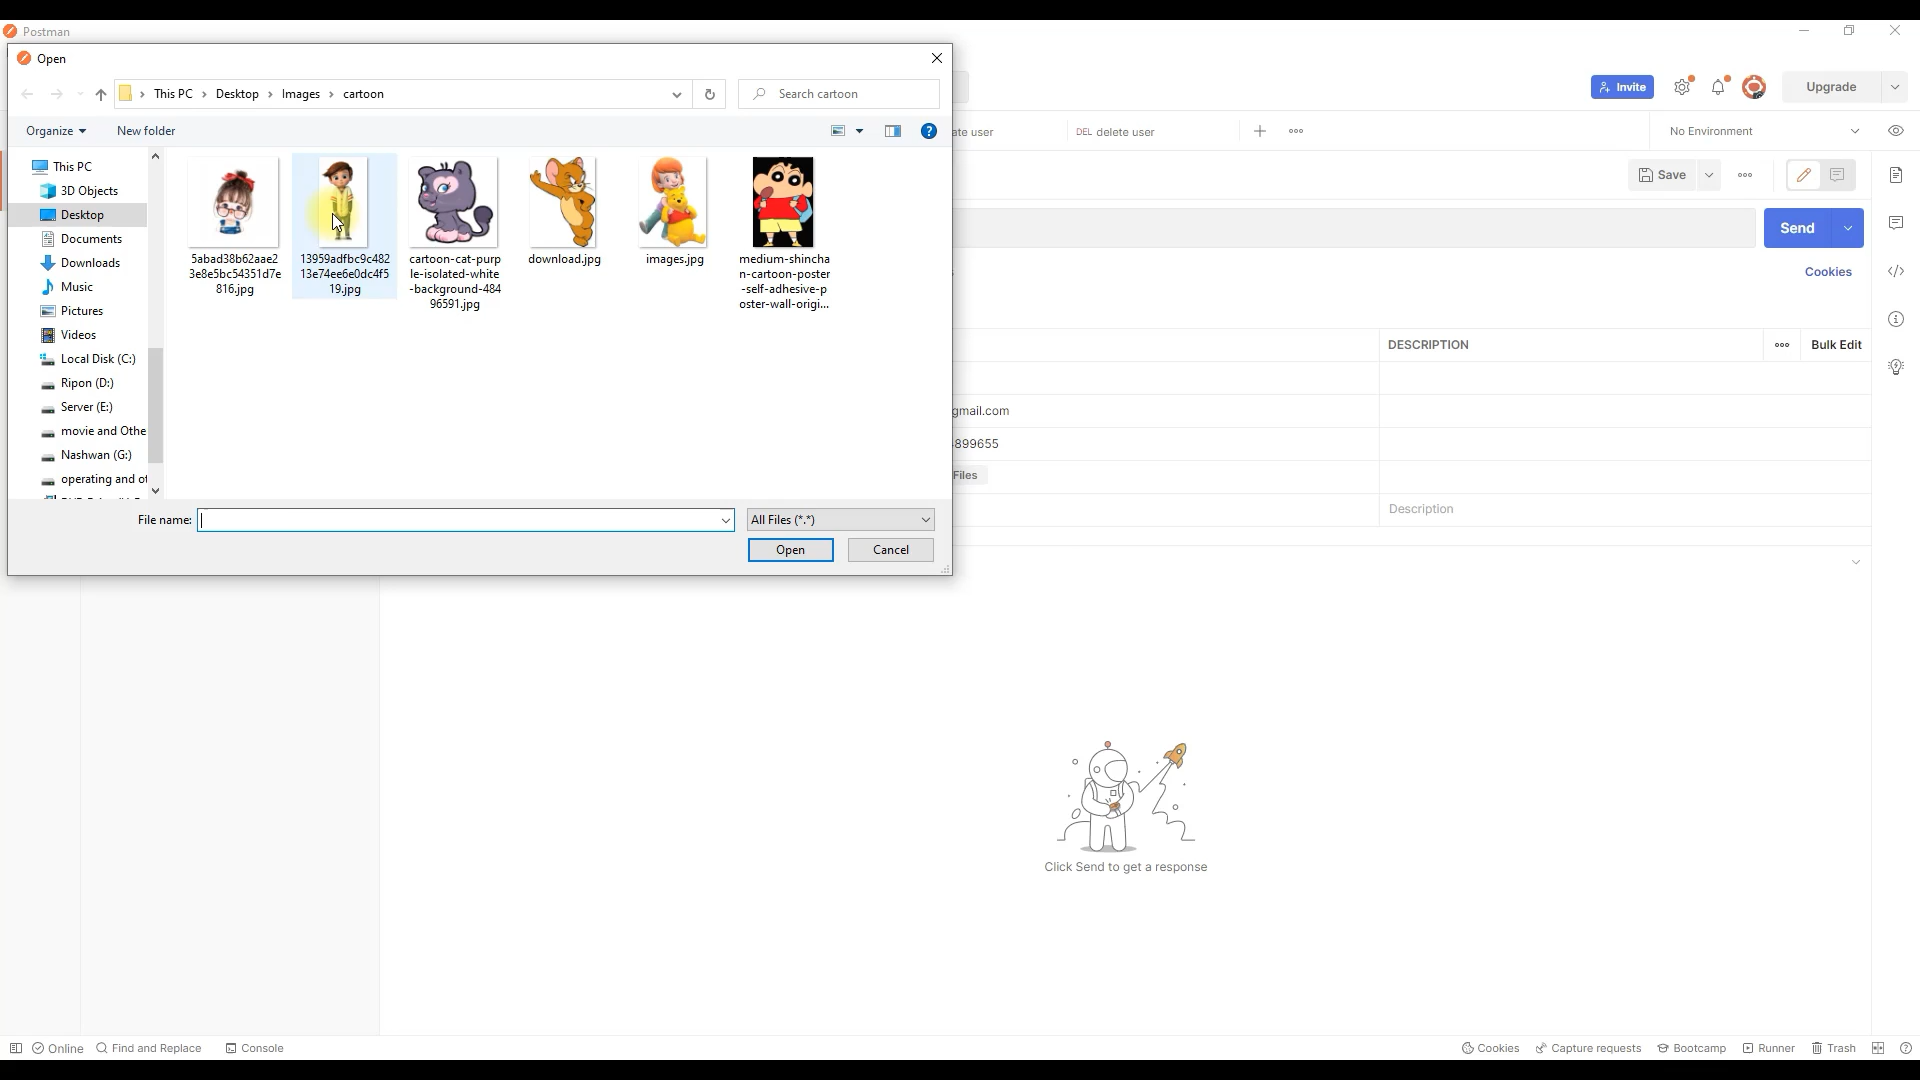 Postman
Open
This PC > Desktop > Images > cartoon
Search cartoon
Invite
Upgrade
Organize
New folder
ate user
DEL delete user
No Environment
This PC
3D Objects
Desktop
Documents
Downloads
Music
Pictures
Videos
Local Disk (C:)
Ripon (D:)
Server (E:)
movie and Othe
Nashwan (G:)
operating and ot
5abad38b62aae2
3e8e5bc54351d7e
816.jpg
13959adfbc9c482
13e74ee6e0dc4f5
19.jpg
cartoon-cat-purp
le-isolated-white
-background-484
96591.jpg
download.jpg
images.jpg
medium-shincha
n-cartoon-poster
-self-adhesive-p
oster-wall-origi...
Save
Send
Cookies
DESCRIPTION
Bulk Edit
gmail.com
899655
Files
Description
File name:
All Files (*.*)
Open
Cancel
Click Send to get a response
Online
Find and Replace
Console
Cookies
Capture requests
Bootcamp
Runner
Trash